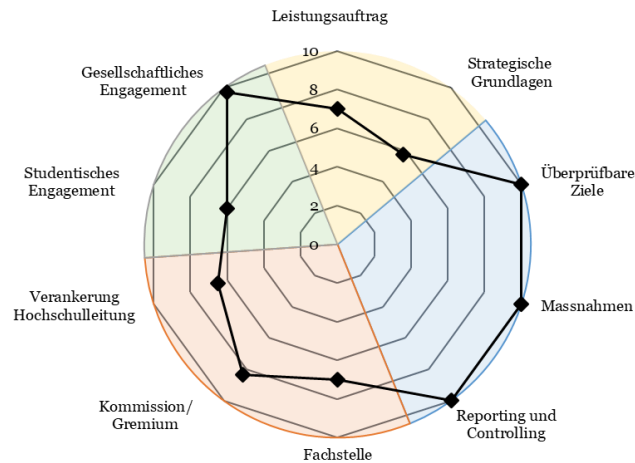 Leistungsauftrag
10
Strategische
Grundlagen
Gesellschaftliches
Engagement
8
6
Studentisches
Engagement
4
Überprüfbare
Ziele
2
0
Verankerung
Hochschulleitung
Massnahmen
Kommission/
Gremium
Reporting und
Controlling
Fachstelle